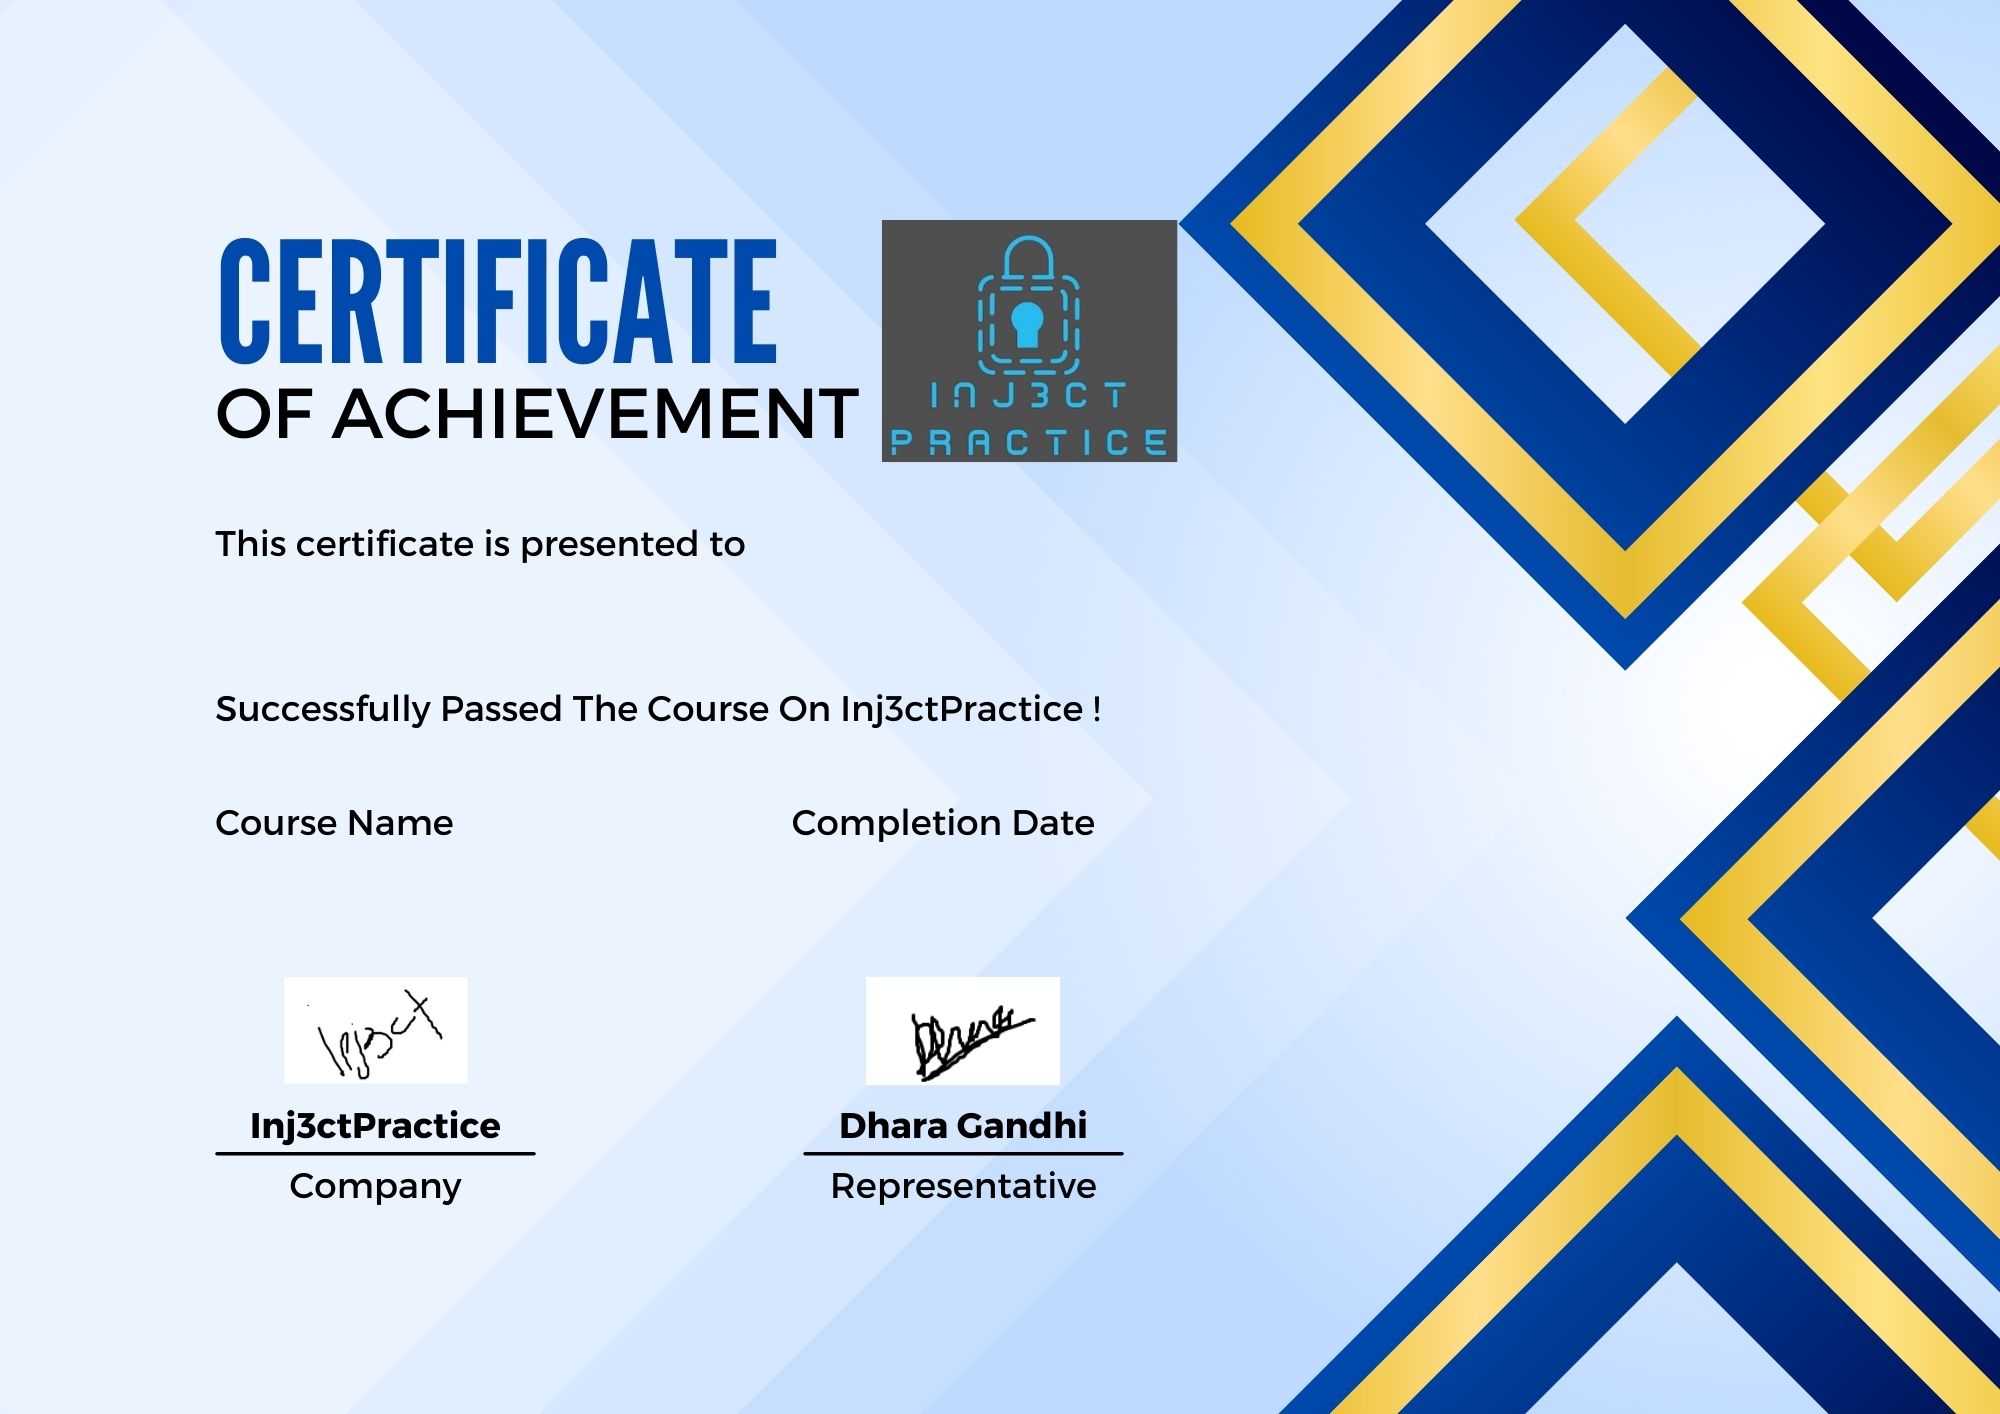 CERTIFICATE
OF ACHIEVEMENT
INJ3CT
PRACTICE
This certificate is presented to
Successfully Passed The Course On Inj3ctPractice !
Course Name
Completion Date
inj3ct
Dhara
Inj3ctPractice
Dhara Gandhi
Company
Representative